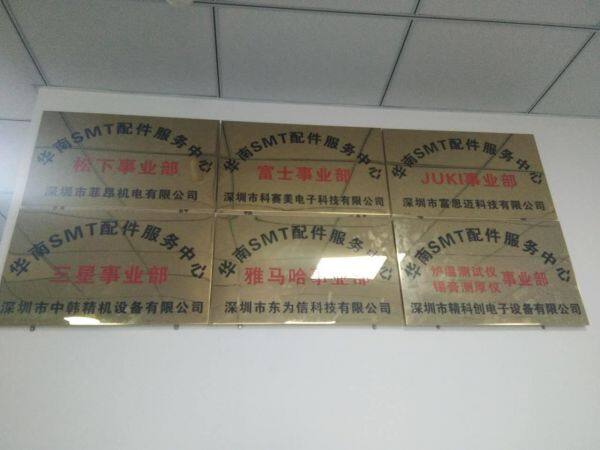 华南SMT配件服务中心
松下事业部
深圳市菲昂机电有限公司
华南SMT配件服务中心
富士事业部
深圳市科赛美电子科技有限公司
华南SMT配件服务中心
JUKI事业部
深圳市富思迈科技有限公司
华南SMT配件服务中心
三星事业部
深圳市中韩精机设备有限公司
华南SMT配件服务中心
雅马哈事业部
深圳市东为信科技有限公司
华南SMT配件服务中心
炉温测试仪
锡膏测厚仪
事业部
深圳市精科创电子设备有限公司